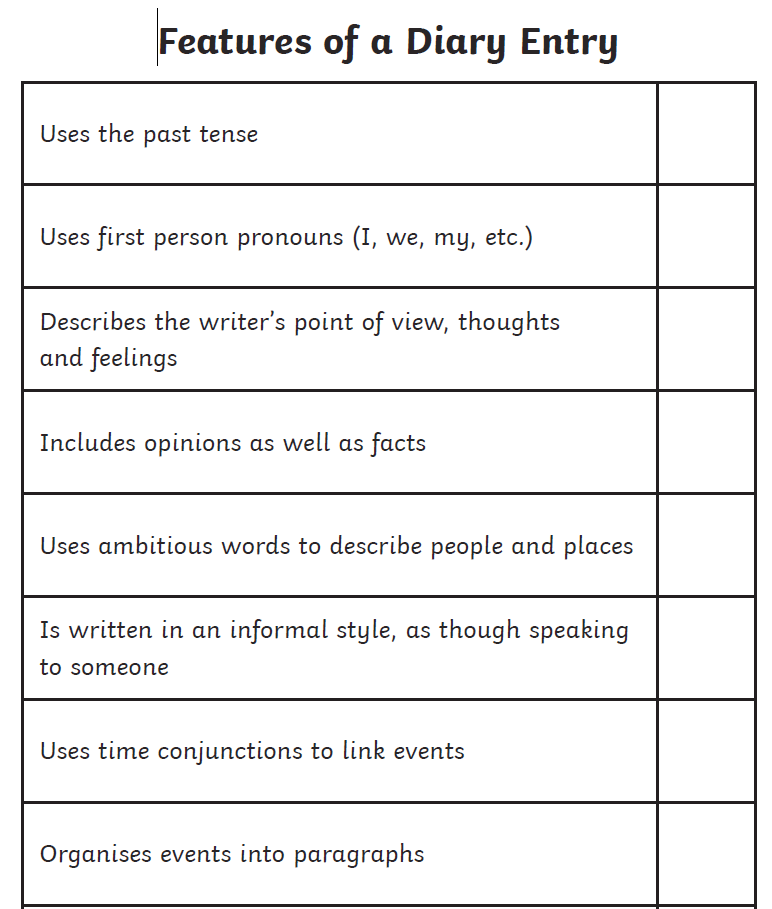 Features of a Diary Entry
Uses the past tense
Uses first person pronouns (I, we, my, etc.)
Describes the writer’s point of view, thoughts
and feelings
Includes opinions as well as facts
Uses ambitious words to describe people and places
Is written in an informal style, as though speaking
to someone
Uses time conjunctions to link events
Organises events into paragraphs